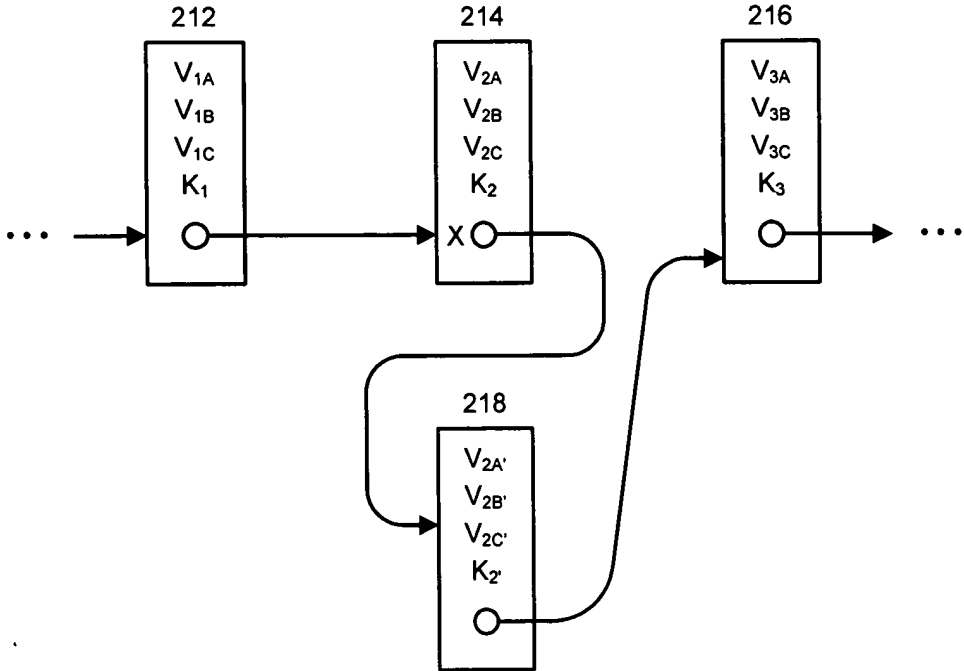 212
V1A
V1B
V1C
K1
214
V2A
V2B
V2C
K2
X
216
V3A
V3B
V3C
K3
218
V2A'
V2B'
V2C'
K2'